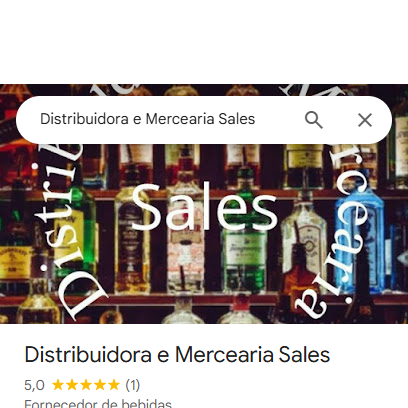 Distribuidora e Mercearia Sales
Distribuidora e Mercearia
Sales
Distribuidora e Mercearia Sales
5,0 (1)
Fornecedor de bebidas